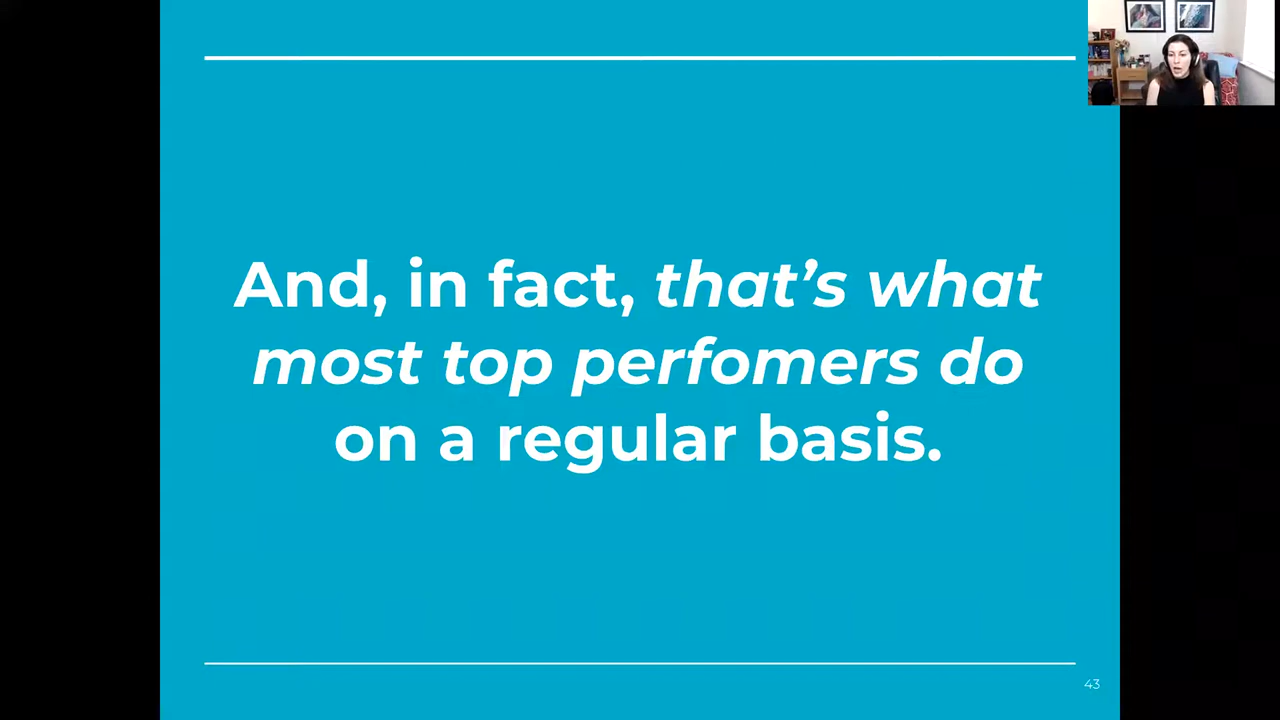 And, in fact, that’s what
most top perfomers do
on a regular basis.
43